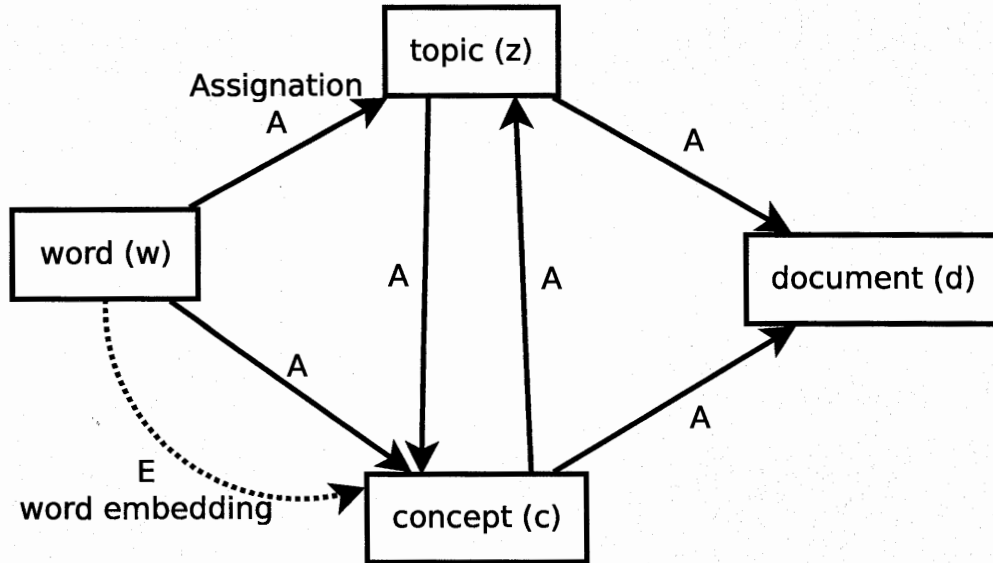 topic (z)
Assignation
A
A
word (w)
A
A
document (d)
A
A
E
word embedding
concept (c)